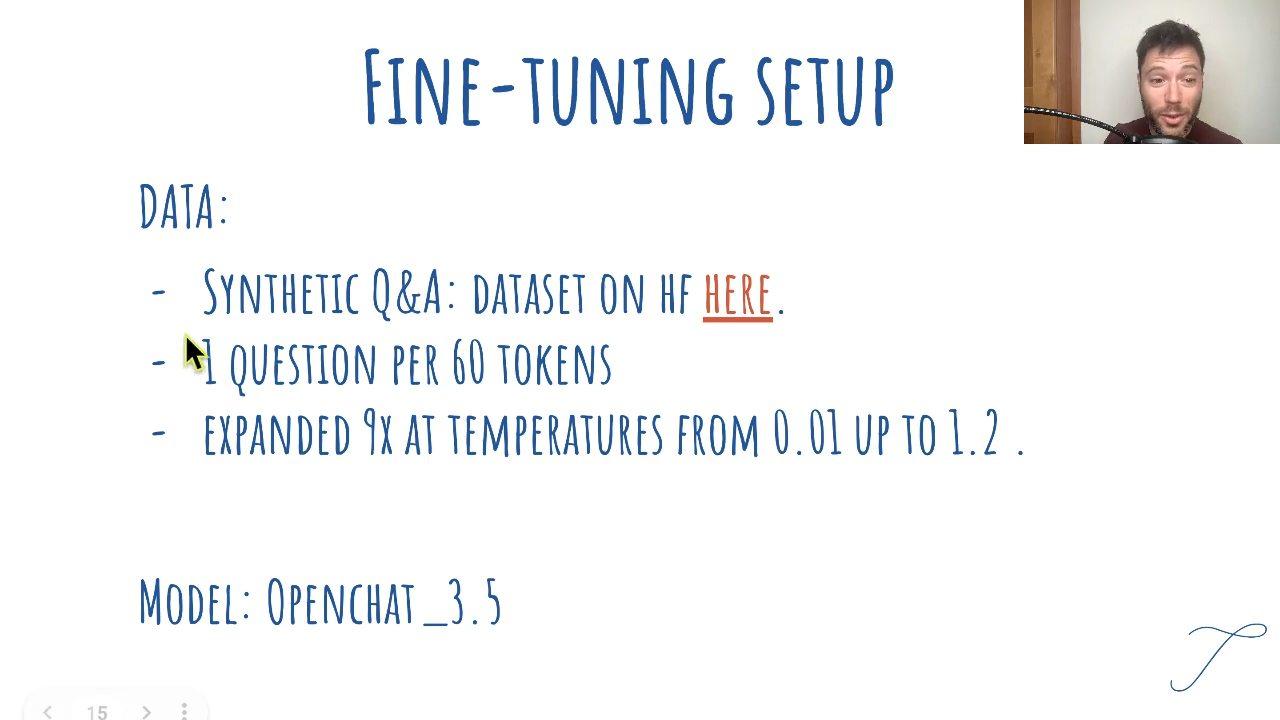 Fine-tuning setup
Data:
- Synthetic Q&A: dataset on HF here.
- 1 question per 60 tokens
- expanded 9x at temperatures from 0.01 up to 1.2 .
Model: Openchat_3.5
15